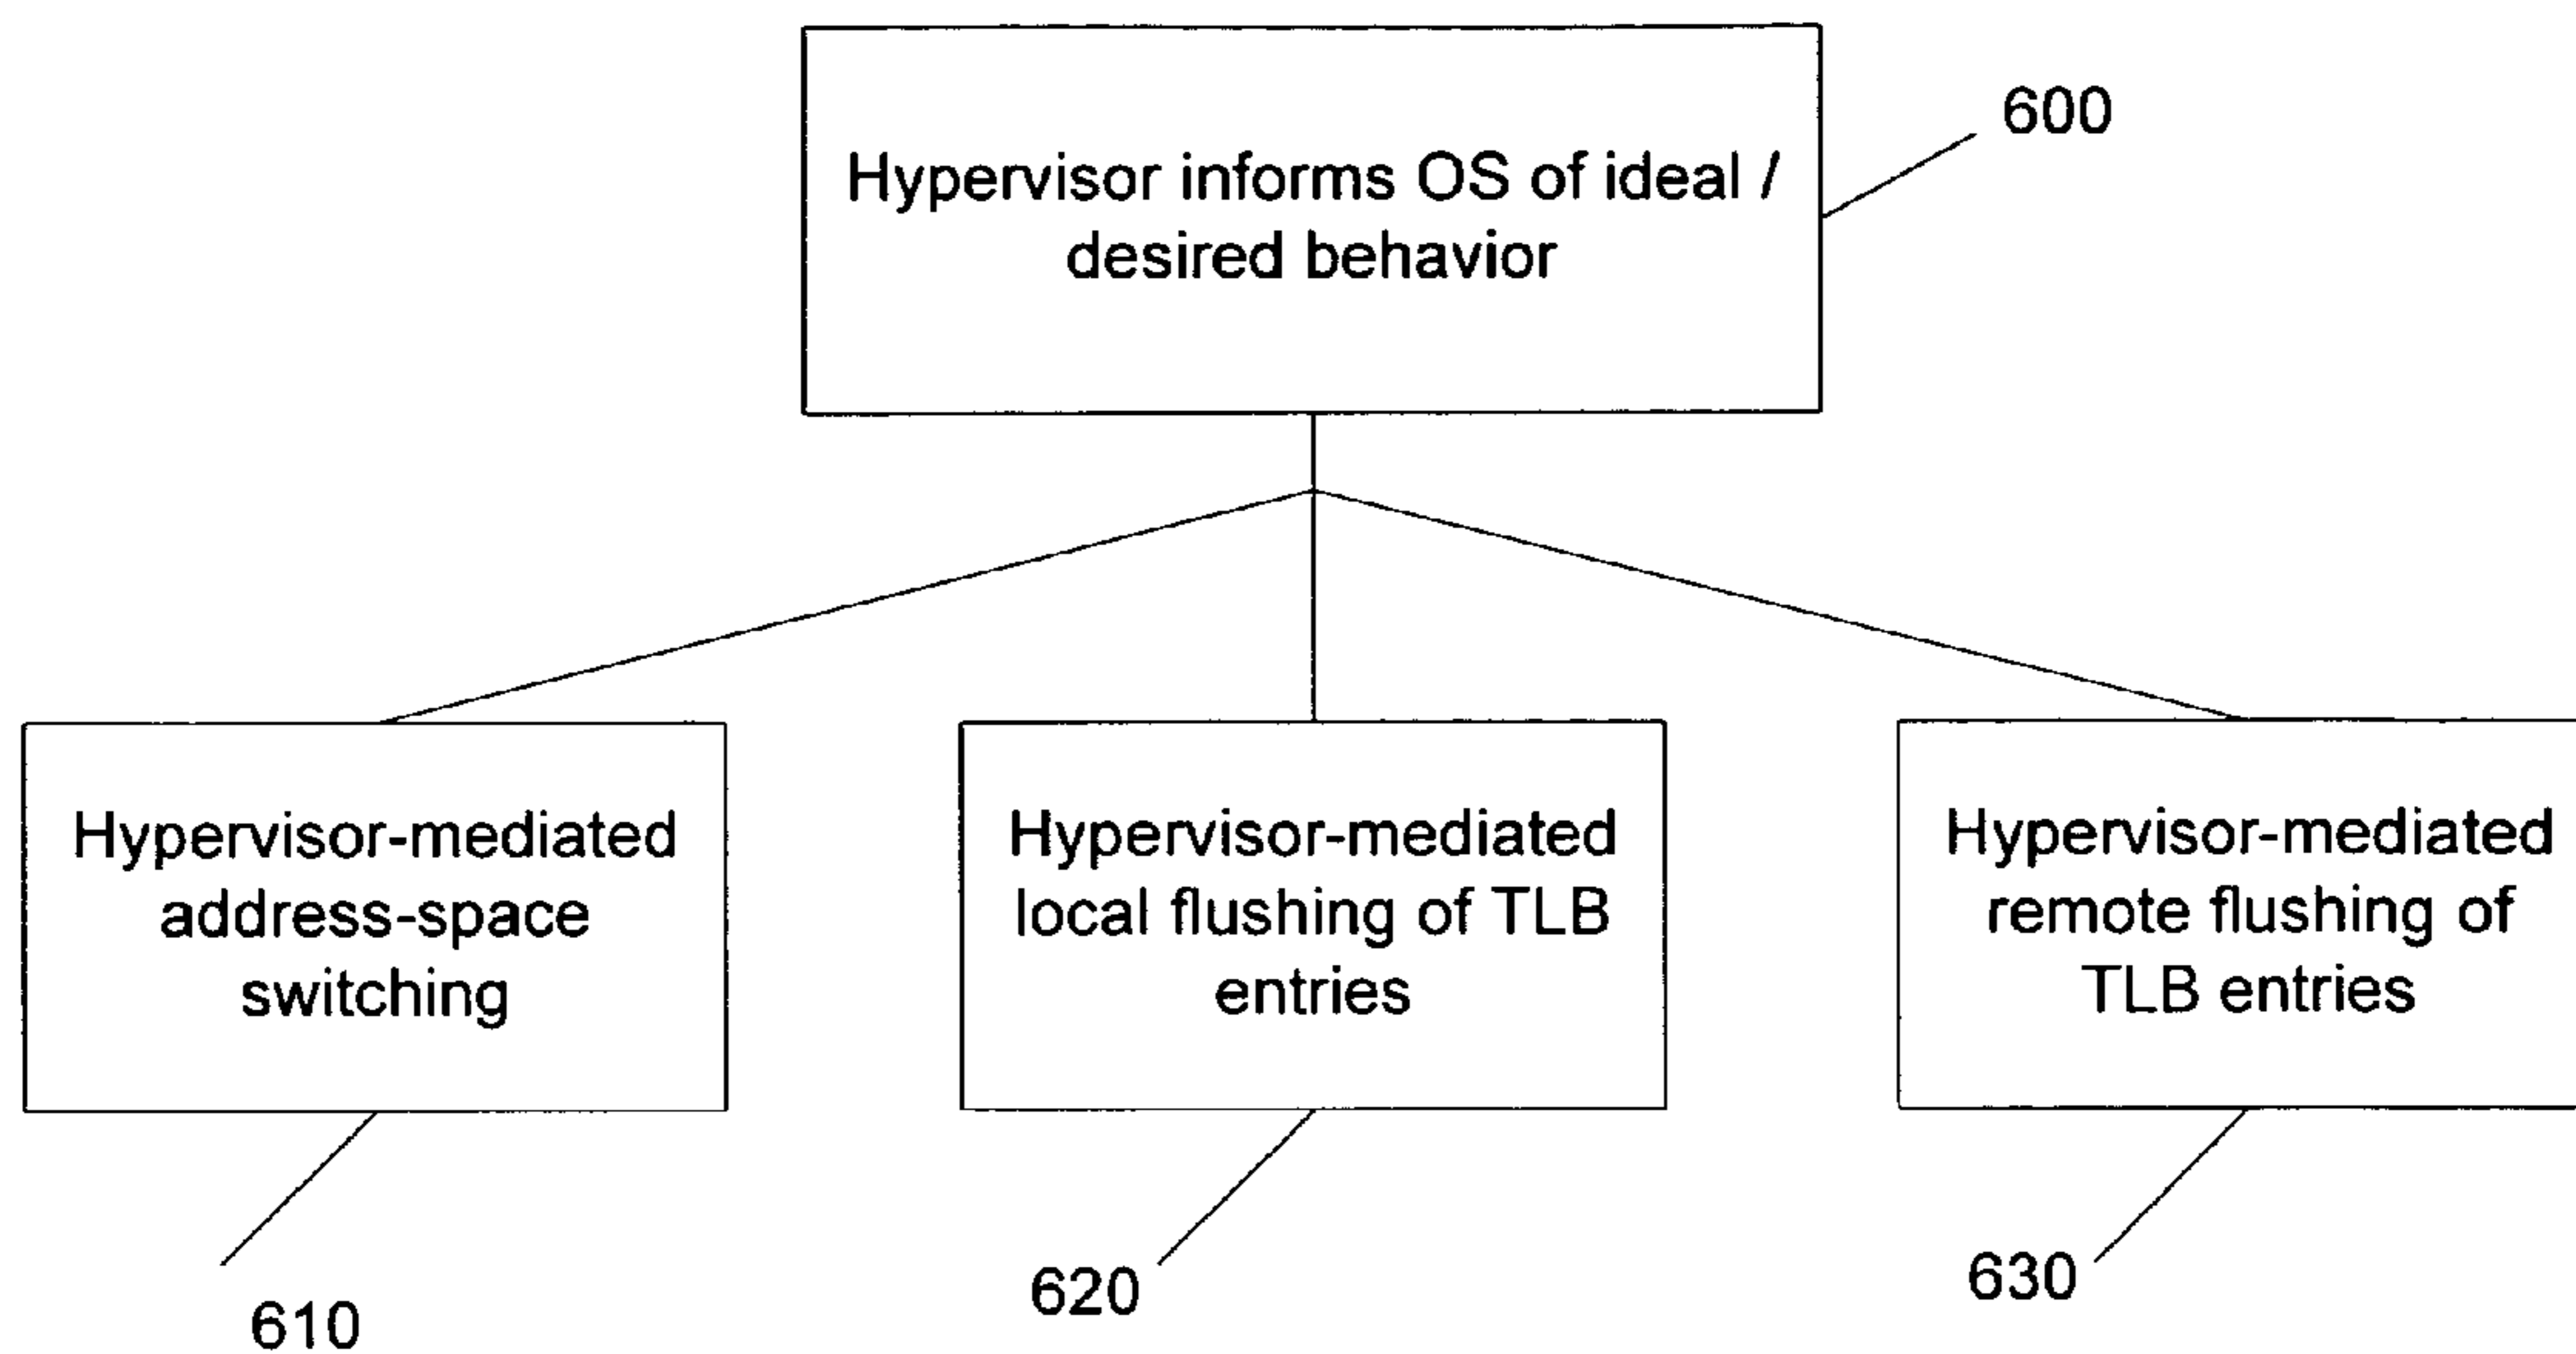 600
Hypervisor informs OS of ideal /
desired behavior
Hypervisor-mediated
address-space
switching
Hypervisor-mediated
local flushing of TLB
entries
Hypervisor-mediated
remote flushing of
TLB entries
610
620
630